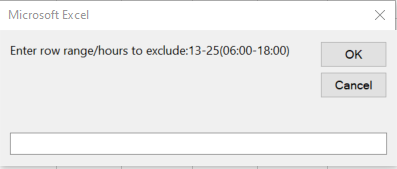 Microsoft Excel
Enter row range/hours to exclude:13-25(06:00-18:00)
OK
Cancel